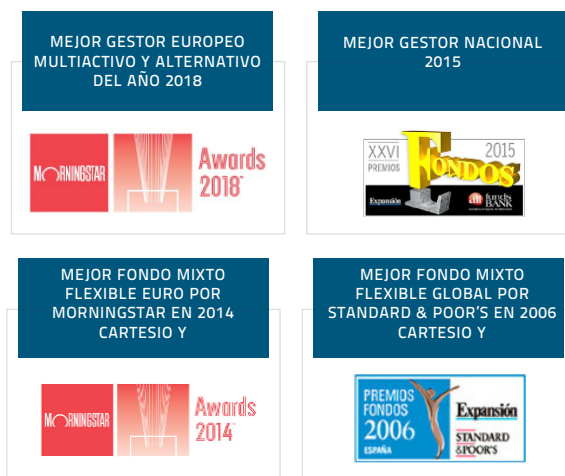 MEJOR GESTOR EUROPEO
MULTIACTIVO Y ALTERNATIVO
DEL AÑO 2018
MORNINGSTAR
Awards
2018
MEJOR GESTOR NACIONAL
2015
XXVI
PREMIOS
FONDOS
2015
Expansión
allfunds
BANK
MEJOR FONDO MIXTO
FLEXIBLE EURO POR
MORNINGSTAR EN 2014
CARTESIO Y
MORNINGSTAR
Awards
2014
MEJOR FONDO MIXTO
FLEXIBLE GLOBAL POR
STANDARD & POOR'S EN 2006
CARTESIO Y
PREMIOS
FONDOS
2006
ESPAÑA
Expansión
STANDARD
&POOR'S